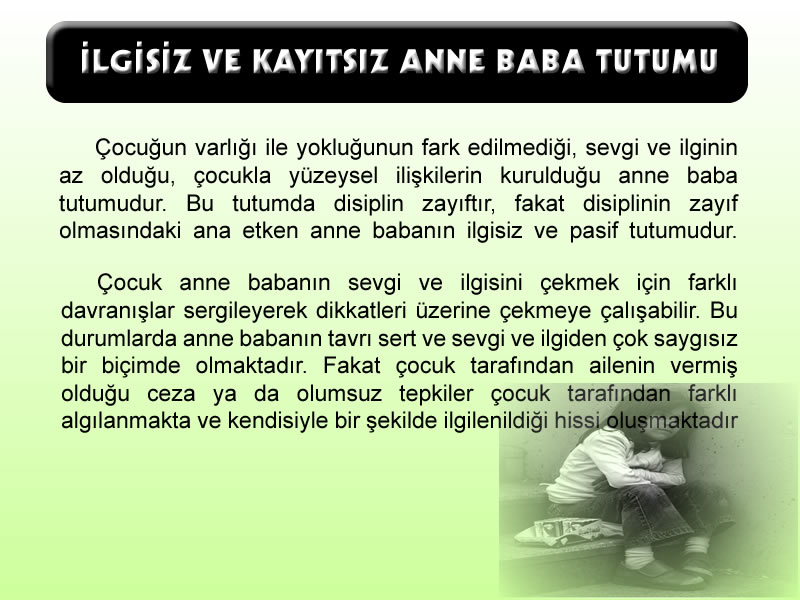 İLGİSİZ VE KAYITSIZ ANNE BABA TUTUMU
Çocuğun varlığı ile yokluğunun fark edilmediği, sevgi ve ilginin
az olduğu, çocukla yüzeysel ilişkilerin kurulduğu anne baba
tutumudur. Bu tutumda disiplin zayıftır, fakat disiplinin zayıf
olmasındaki ana etken anne babanın ilgisiz ve pasif tutumudur.
Çocuk anne babanın sevgi ve ilgisini çekmek için farklı
davranışlar sergileyerek dikkatleri üzerine çekmeye çalışabilir. Bu
durumlarda anne babanın tavrı sert ve sevgi ve ilgiden çok saygısız
bir biçimde olmaktadır. Fakat çocuk tarafından ailenin vermiş
olduğu ceza ya da olumsuz tepkiler çocuk tarafından farklı
algılanmakta ve kendisiyle bir şekilde ilgilenildiği hissi oluşmaktadır